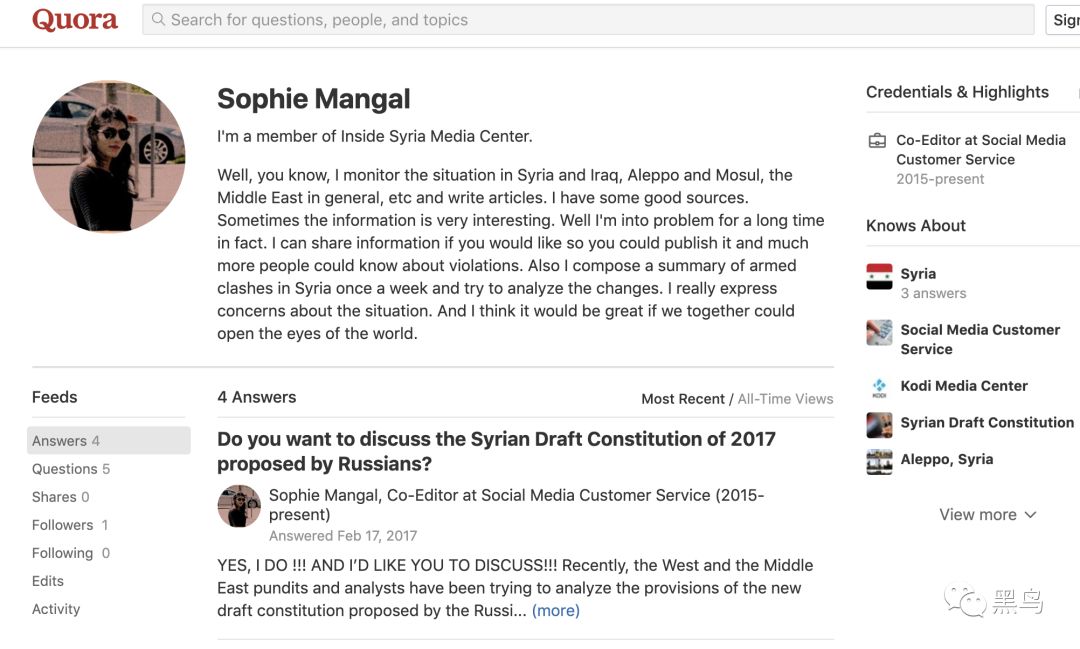 Quora
Search for questions, people, and topics
Sign
Sophie Mangal
I'm a member of Inside Syria Media Center.
Well, you know, I monitor the situation in Syria and Iraq, Aleppo and Mosul, the
Middle East in general, etc and write articles. I have some good sources.
Sometimes the information is very interesting. Well I'm into problem for a long time
in fact. I can share information if you would like so you could publish it and much
more people could know about violations. Also I compose a summary of armed
clashes in Syria once a week and try to analyze the changes. I really express
concerns about the situation. And I think it would be great if we together could
open the eyes of the world.
Feeds
Answers 4
Questions 5
Shares 0
Followers 1
Following 0
Edits
Activity
4 Answers
Most Recent / All-Time Views
Do you want to discuss the Syrian Draft Constitution of 2017
proposed by Russians?
Sophie Mangal, Co-Editor at Social Media Customer Service (2015-
present)
Answered Feb 17, 2017
YES, I DO !!! AND I’D LIKE YOU TO DISCUSS!!! Recently, the West and the Middle
East pundits and analysts have been trying to analyze the provisions of the new
draft constitution proposed by the Russi... (more)
Credentials & Highlights
Co-Editor at Social Media
Customer Service
2015-present
Knows About
Syria
3 answers
Social Media Customer
Service
KODI
Kodi Media Center
Syrian Draft Constitution
Aleppo, Syria
View more
黑鸟